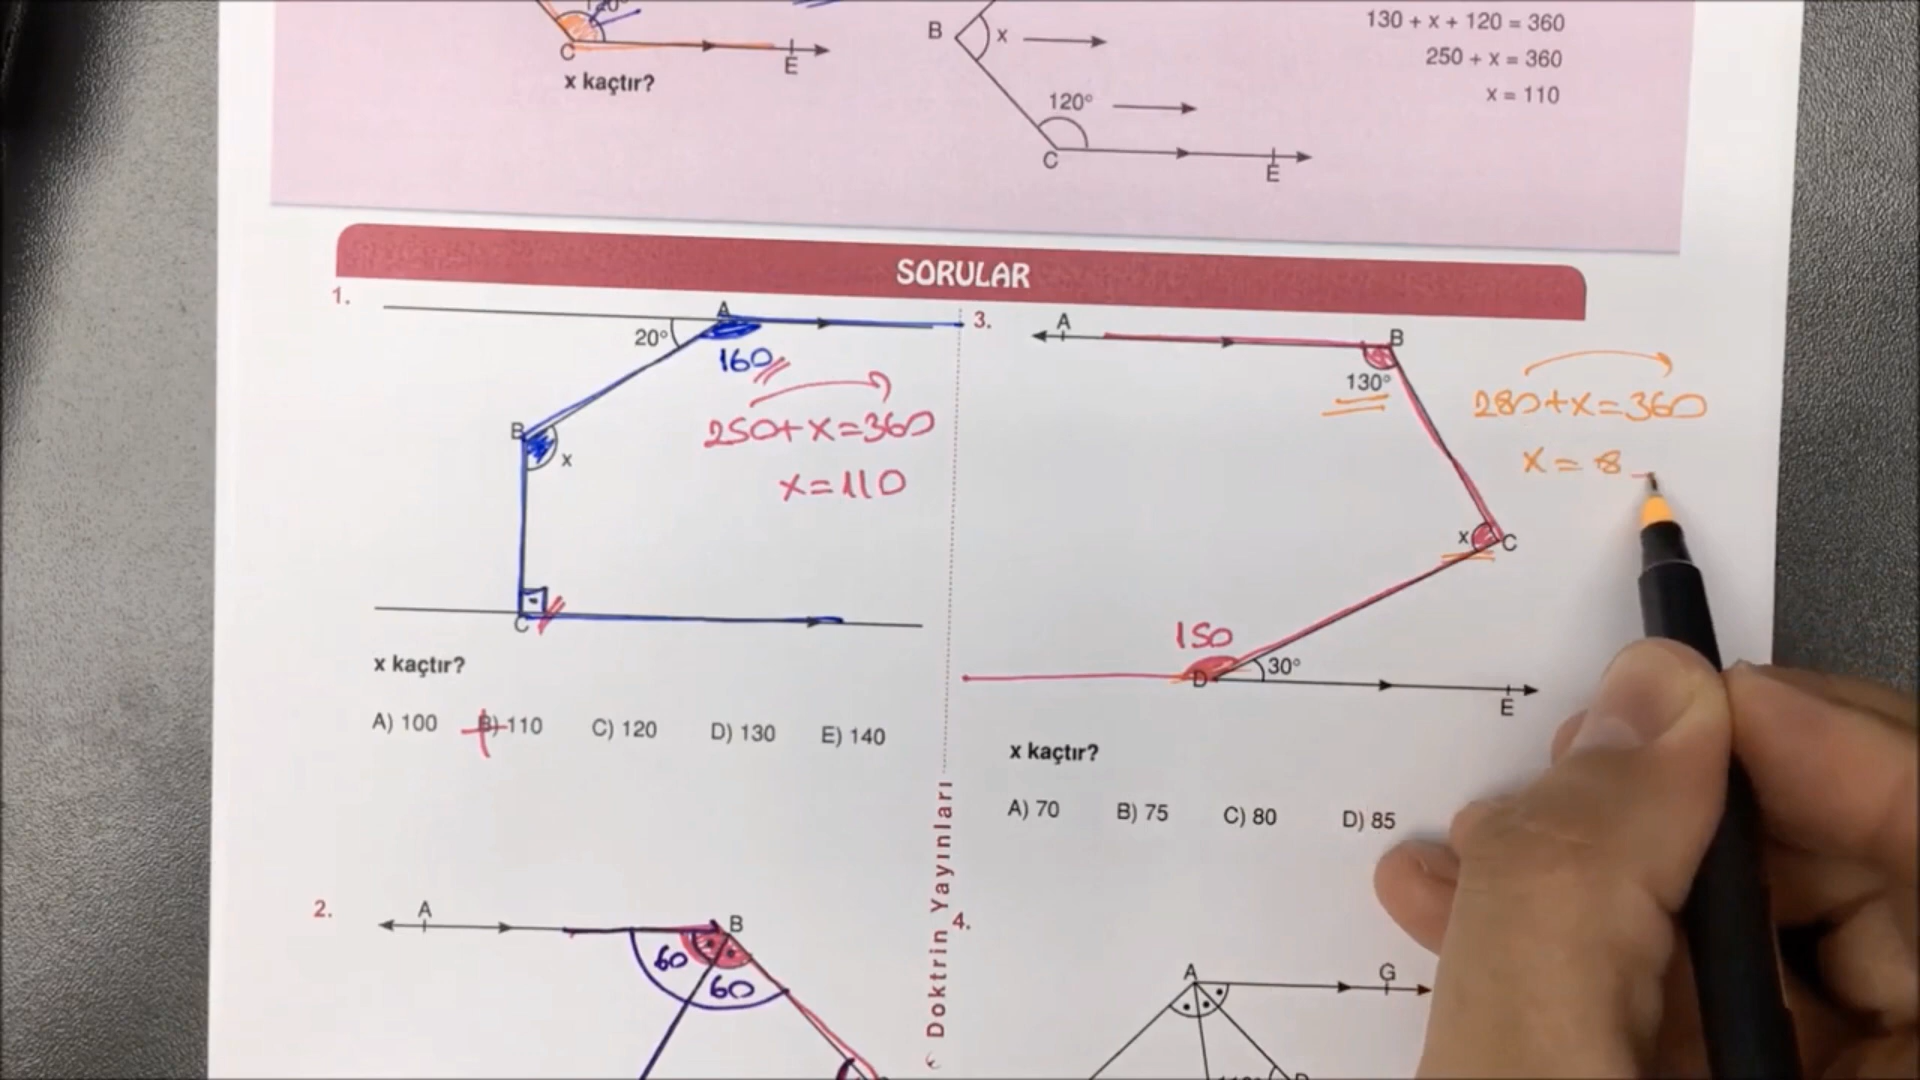 120°
C
E
x kaçtır?
B
x
120°
C
E
130 + x + 120 = 360
250 + x = 360
x = 110
SORULAR
1.
A
20°
160
B
x
250+x=360
x=110
C
x kaçtır?
A) 100
B) 110
C) 120
D) 130
E) 140
2.
A
B
60
60
3.
A
B
130°
280+x=360
x=8
x
C
150
D
30°
E
x kaçtır?
A) 70
B) 75
C) 80
D) 85
Doktrin Yayınları
4.
A
G